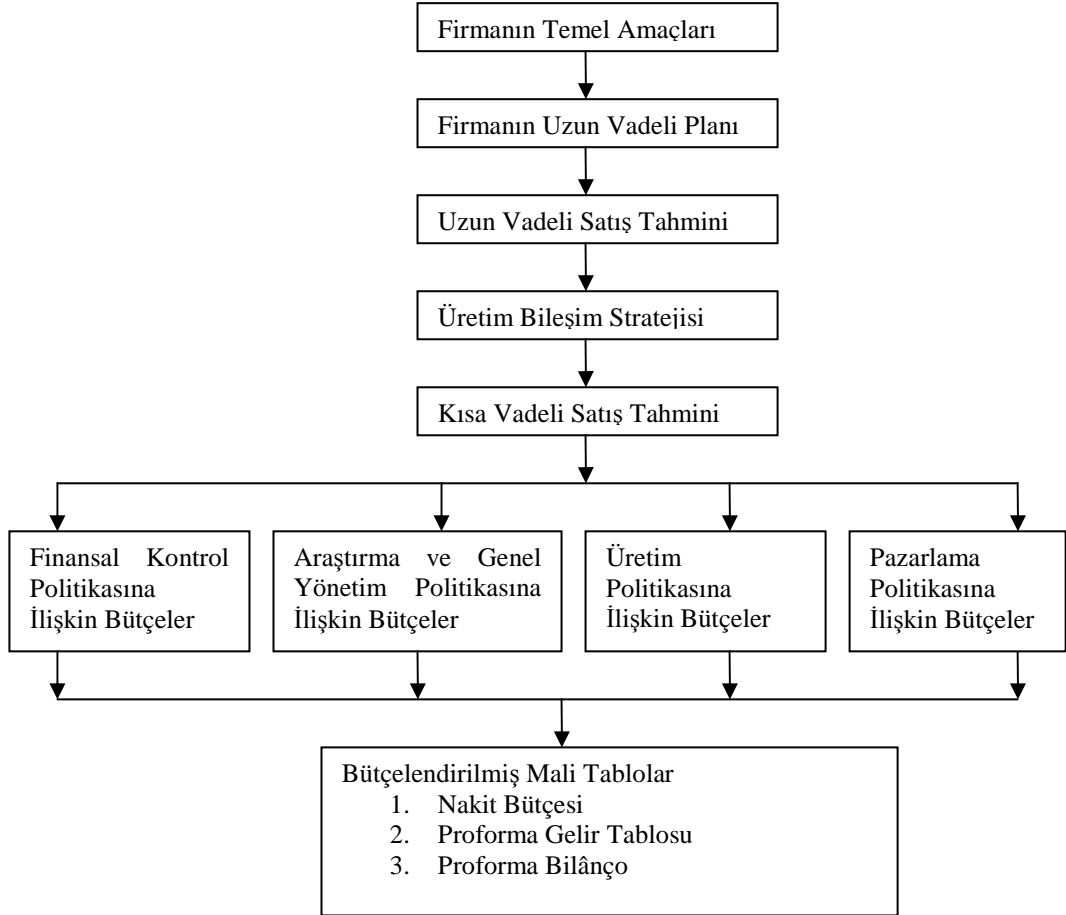 Firmanın Temel Amaçları
Firmanın Uzun Vadeli Planı
Uzun Vadeli Satış Tahmini
Üretim Bileşim Stratejisi
Kısa Vadeli Satış Tahmini
Finansal Kontrol
Politikasına
İlişkin Bütçeler
Araştırma ve Genel
Yönetim Politikasına
İlişkin Bütçeler
Üretim
Politikasına
İlişkin Bütçeler
Pazarlama
Politikasına
İlişkin Bütçeler
Bütçelendirilmiş Mali Tablolar
1. Nakit Bütçesi
2. Proforma Gelir Tablosu
3. Proforma Bilânço